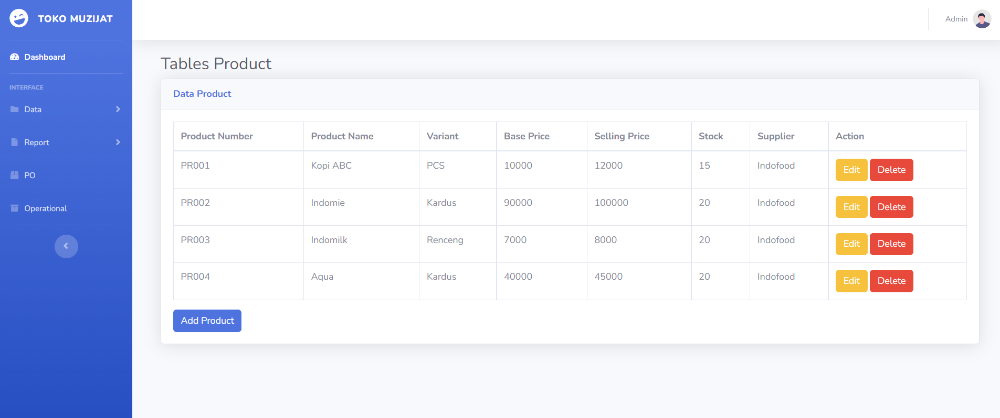 TOKO MUZIJAT
Admin
Dashboard
INTERFACE
Data
Report
PO
Operational
Tables Product
Data Product
Product Number Product Name Variant Base Price Selling Price Stock Supplier Action
PR001 Kopi ABC PCS 10000 12000 15 Indofood Edit Delete
PR002 Indomie Kardus 90000 100000 20 Indofood Edit Delete
PR003 Indomilk Renceng 7000 8000 20 Indofood Edit Delete
PR004 Aqua Kardus 40000 45000 20 Indofood Edit Delete
Add Product